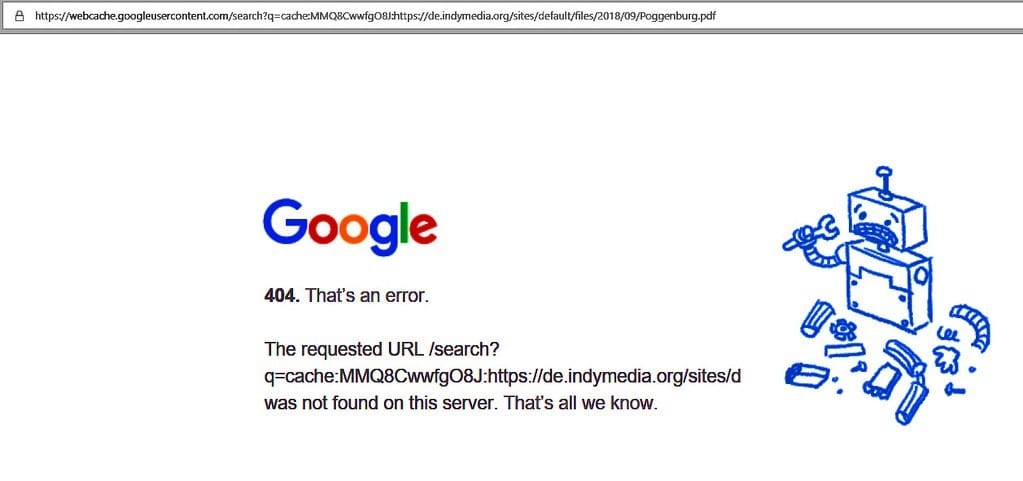 https://webcache.googleusercontent.com/search?q=cache:MMQ8CwwfgO8J:https://de.indymedia.org/sites/default/files/2018/09/Poggenburg.pdf
Google
404. That's an error.
The requested URL /search?
q=cache:MMQ8CwwfgO8J:https://de.indymedia.org/sites/d
was not found on this server. That's all we know.